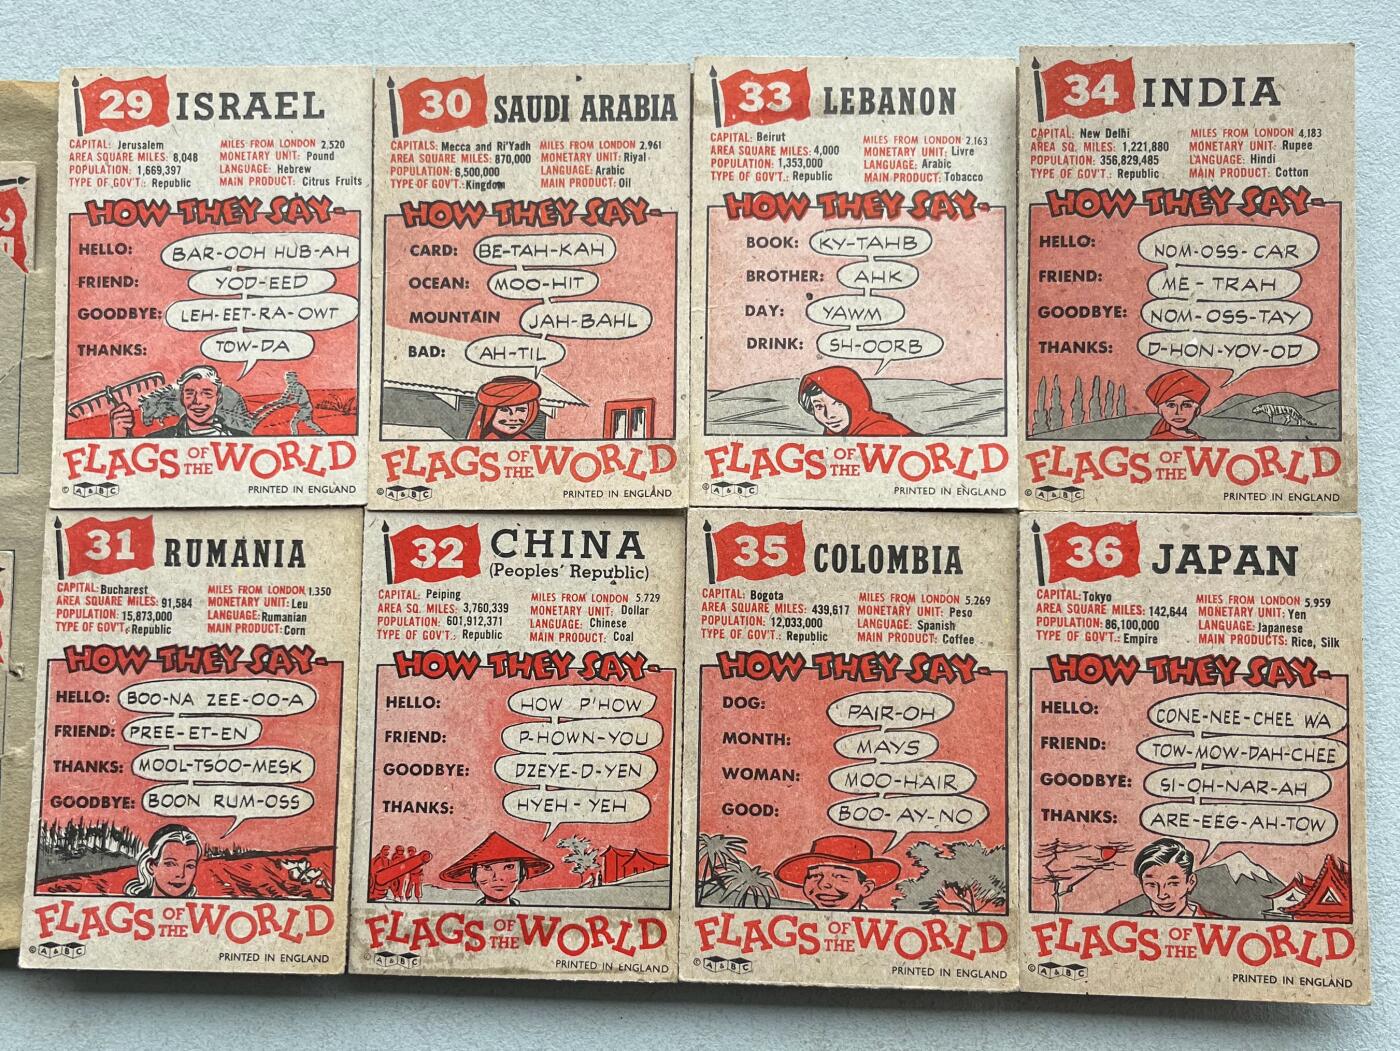 29 ISRAEL
CAPITAL: Jerusalem
AREA SQUARE MILES: 8,048
POPULATION: 1,669,397
TYPE OF GOV'T.: Republic
MILES FROM LONDON 2,520
MONETARY UNIT: Pound
LANGUAGE: Hebrew
MAIN PRODUCT: Citrus Fruits
HOW THEY SAY-
HELLO: BAR-OOH HUB-AH
FRIEND: YOD-EED
GOODBYE: LEH-EET-RA-OWT
THANKS: TOW-DA
FLAGS OF THE WORLD
© A&BC PRINTED IN ENGLAND
30 SAUDI ARABIA
CAPITALS: Mecca and Ri'Yadh
AREA SQUARE MILES: 870,000
POPULATION: 6,500,000
TYPE OF GOV'T.: Kingdom
MILES FROM LONDON 2,961
MONETARY UNIT: Riyal
LANGUAGE: Arabic
MAIN PRODUCT: Oil
HOW THEY SAY-
CARD: BE-TAH-KAH
OCEAN: MOO-HIT
MOUNTAIN JAH-BAHL
BAD: AH-TIL
FLAGS OF THE WORLD
© A&BC PRINTED IN ENGLAND
33 LEBANON
CAPITAL: Beirut
AREA SQUARE MILES: 4,000
POPULATION: 1,353,000
TYPE OF GOV'T.: Republic
MILES FROM LONDON 2,163
MONETARY UNIT: Livre
LANGUAGE: Arabic
MAIN PRODUCT: Tobacco
HOW THEY SAY-
BOOK: KY-TAHB
BROTHER: AHK
DAY: YAWM
DRINK: SH-OORB
FLAGS OF THE WORLD
© A&BC PRINTED IN ENGLAND
34 INDIA
CAPITAL: New Delhi
AREA SQ. MILES: 1,221,880
POPULATION: 356,829,485
TYPE OF GOV'T.: Republic
MILES FROM LONDON 4,183
MONETARY UNIT: Rupee
LANGUAGE: Hindi
MAIN PRODUCT: Cotton
HOW THEY SAY-
HELLO: NOM-OSS-CAR
FRIEND: ME-TRAH
GOODBYE: NOM-OSS-TAY
THANKS: D-HON-YOV-OD
FLAGS OF THE WORLD
© A&BC PRINTED IN ENGLAND
31 RUMANIA
CAPITAL: Bucharest
AREA SQUARE MILES: 91,584
POPULATION: 15,873,000
TYPE OF GOV'T.: Republic
MILES FROM LONDON 1,350
MONETARY UNIT: Leu
LANGUAGE: Rumanian
MAIN PRODUCT: Corn
HOW THEY SAY-
HELLO: BOO-NA ZEE-OO-A
FRIEND: PREE-ET-EN
THANKS: MOOL-TSOO-MESK
GOODBYE: BOON RUM-OSS
FLAGS OF THE WORLD
© A&BC PRINTED IN ENGLAND
32 CHINA
(Peoples' Republic)
CAPITAL: Peiping
AREA SQ. MILES: 3,760,339
POPULATION: 601,912,371
TYPE OF GOV'T.: Republic
MILES FROM LONDON 5,729
MONETARY UNIT: Dollar
LANGUAGE: Chinese
MAIN PRODUCT: Coal
HOW THEY SAY-
HELLO: HOW P'HOW
FRIEND: P-HOWN-YOU
GOODBYE: DZEYE-D-YEN
THANKS: HYEH-YEH
FLAGS OF THE WORLD
© A&BC PRINTED IN ENGLAND
35 COLOMBIA
CAPITAL: Bogota
AREA SQUARE MILES: 439,617
POPULATION: 12,033,000
TYPE OF GOV'T.: Republic
MILES FROM LONDON 5,269
MONETARY UNIT: Peso
LANGUAGE: Spanish
MAIN PRODUCT: Coffee
HOW THEY SAY-
DOG: PAIR-OH
MONTH: MAYS
WOMAN: MOO-HAIR
GOOD: BOO-AY-NO
FLAGS OF THE WORLD
© A&BC PRINTED IN ENGLAND
36 JAPAN
CAPITAL: Tokyo
AREA SQUARE MILES: 142,644
POPULATION: 86,100,000
TYPE OF GOV'T.: Empire
MILES FROM LONDON 5,959
MONETARY UNIT: Yen
LANGUAGE: Japanese
MAIN PRODUCTS: Rice, Silk
HOW THEY SAY-
HELLO: CONE-NEE-CHEE WA
FRIEND: TOW-MOW-DAH-CHEE
GOODBYE: SI-OH-NAR-AH
THANKS: ARE-EEG-AH-TOW
FLAGS OF THE WORLD
© A&BC PRINTED IN ENGLAND